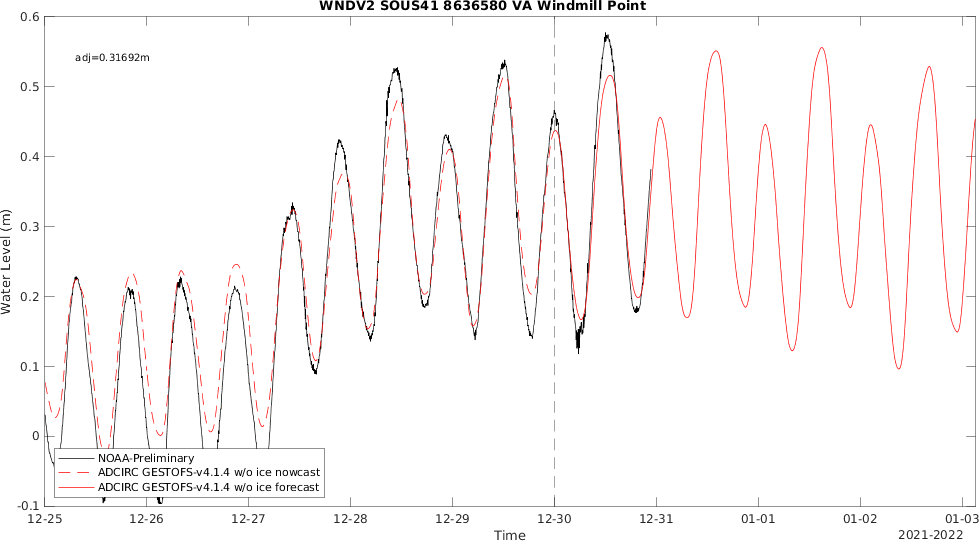 WNDV2 SOUS41 8636580 VA Windmill Point
adj=0.31692m
Water Level (m)
0.6
0.5
0.4
0.3
0.2
0.1
0
-0.1
NOAA-Preliminary
ADCIRC GESTOFS-v4.1.4 w/o ice nowcast
ADCIRC GESTOFS-v4.1.4 w/o ice forecast
12-25 12-26 12-27 12-28 12-29 12-30 12-31 01-01 01-02 01-03
Time
2021-2022